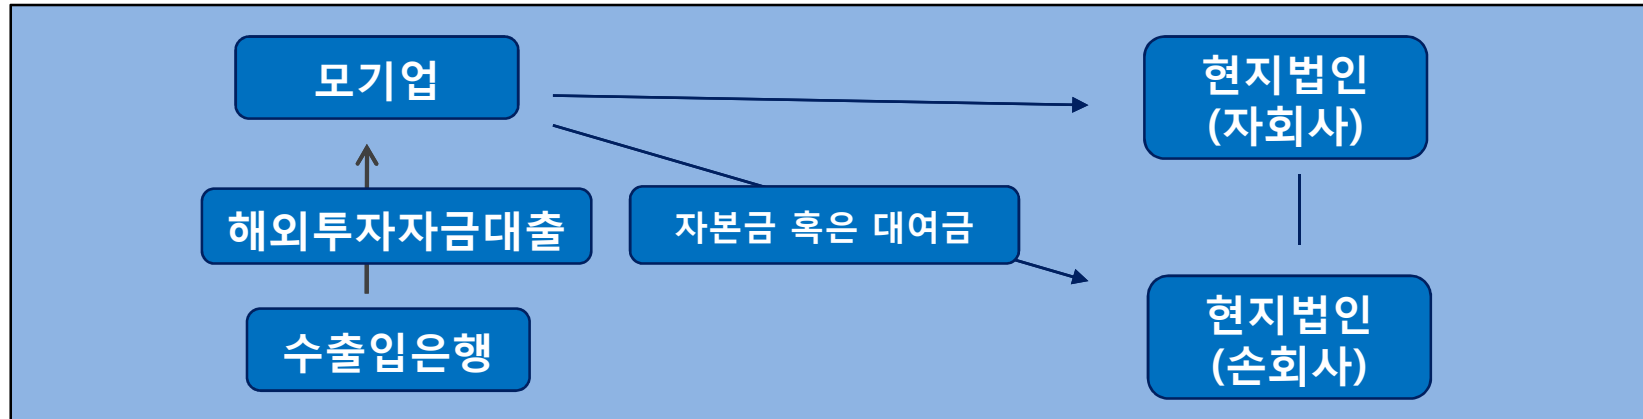 모기업
현지법인
(자회사)
해외투자자금대출
자본금 혹은 대여금
수출입은행
현지법인
(손회사)